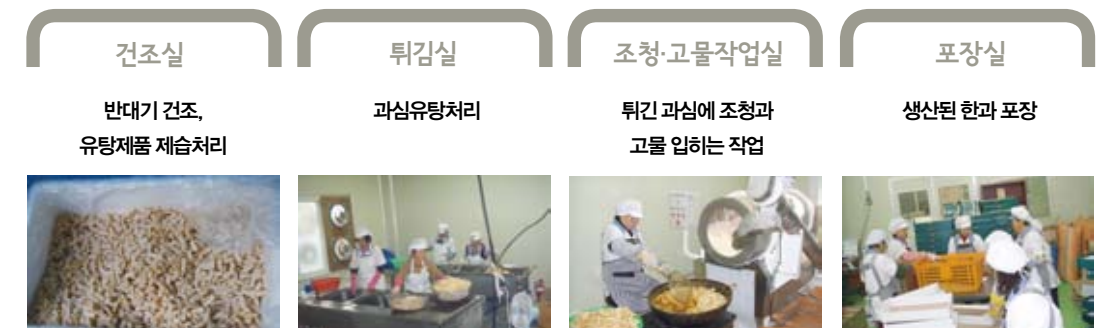 건조실
반대기 건조,
유탕제품 제습처리
튀김실
과심유탕처리
조청·고물작업실
튀긴 과심에 조청과
고물 입히는 작업
포장실
생산된 한과 포장